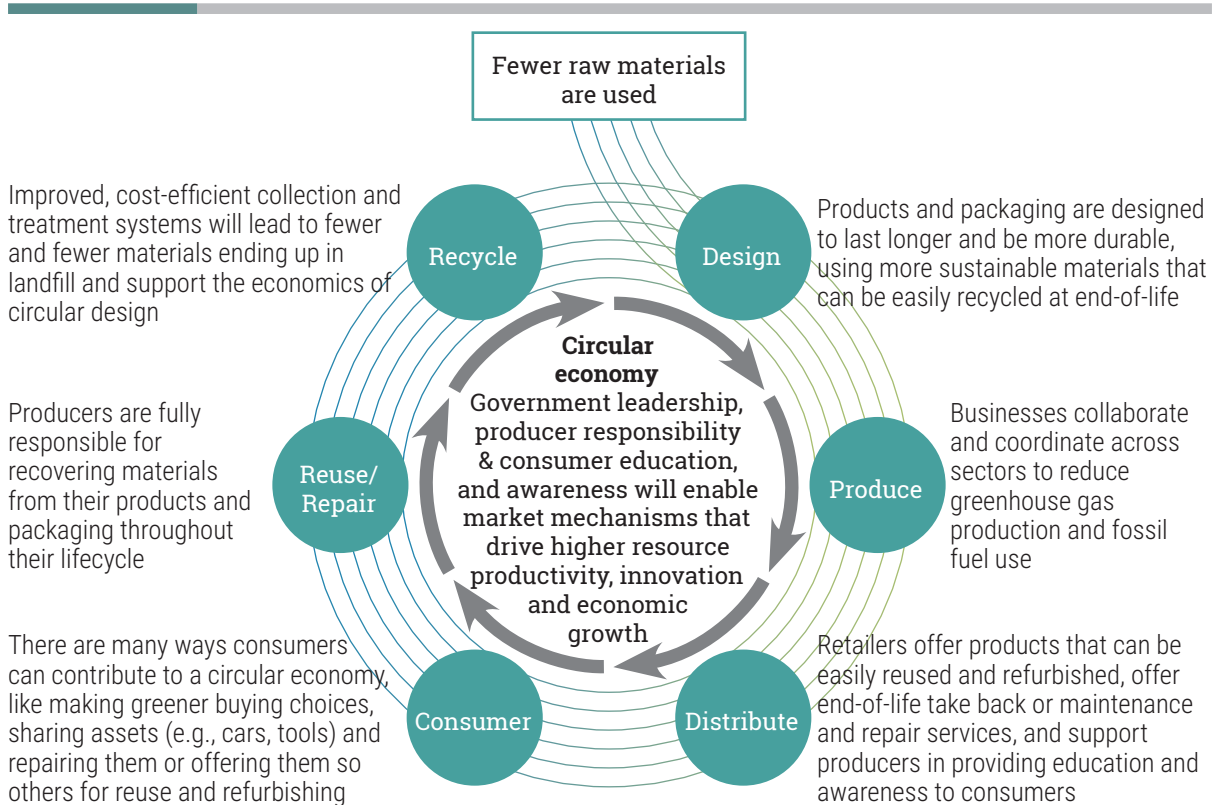 Fewer raw materials
are used
Improved, cost-efficient collection and
treatment systems will lead to fewer
and fewer materials ending up in
landfill and support the economics of
circular design
Recycle
Design
Products and packaging are designed
to last longer and be more durable,
using more sustainable materials that
can be easily recycled at end-of-life
Circular
economy
Government leadership,
producer responsibility
& consumer education,
and awareness will enable
market mechanisms that
drive higher resource
productivity, innovation
and economic
growth
Producers are fully
responsible for
recovering materials
from their products and
packaging throughout
their lifecycle
Reuse/
Repair
Produce
Businesses collaborate
and coordinate across
sectors to reduce
greenhouse gas
production and fossil
fuel use
There are many ways consumers
can contribute to a circular economy,
like making greener buying choices,
sharing assets (e.g., cars, tools) and
repairing them or offering them so
others for reuse and refurbishing
Consumer
Distribute
Retailers offer products that can be
easily reused and refurbished, offer
end-of-life take back or maintenance
and repair services, and support
producers in providing education and
awareness to consumers